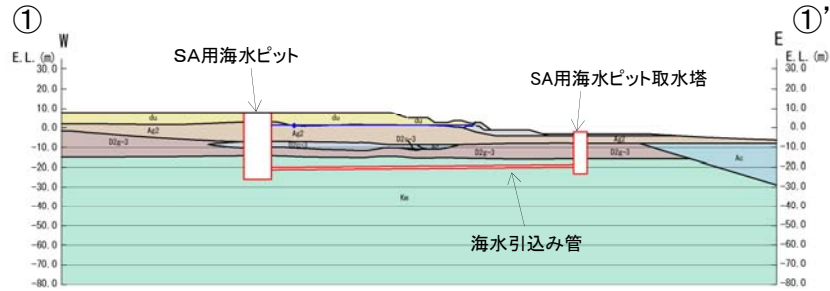 ① ①’
W E
E.L. (m) E.L. (m)
SA用海水ピット
SA用海水ピット取水塔
30.0 30.0
20.0 20.0
10.0 10.0
0.0 0.0
-10.0 -10.0
-20.0 -20.0
-30.0 -30.0
-40.0 -40.0
-50.0 -50.0
-60.0 -60.0
-70.0 -70.0
-80.0 -80.0
du du du
Ag2 Ag2 Ag2
D2g-3 D2g-3 D2g-3
Ac
Km
海水引込み管